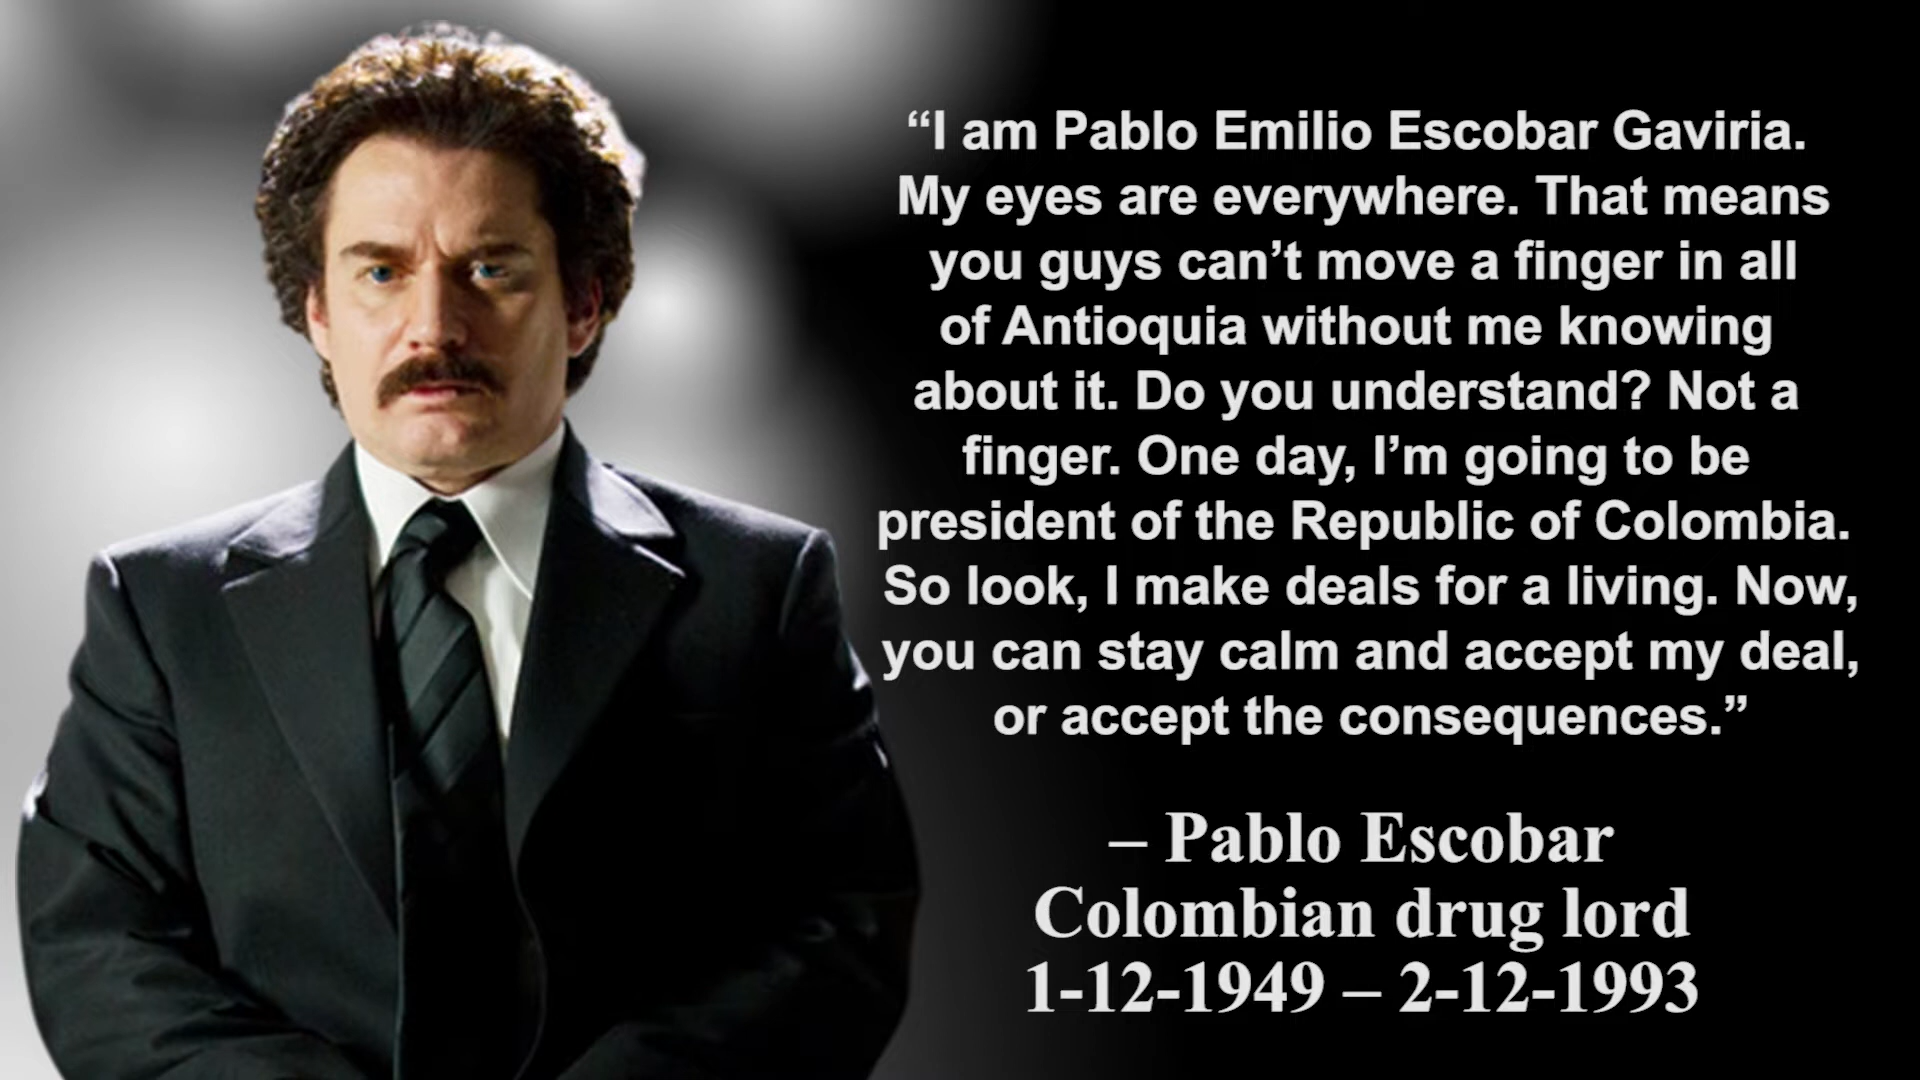 “I am Pablo Emilio Escobar Gaviria.
My eyes are everywhere. That means
you guys can’t move a finger in all
of Antioquia without me knowing
about it. Do you understand? Not a
finger. One day, I’m going to be
president of the Republic of Colombia.
So look, I make deals for a living. Now,
you can stay calm and accept my deal,
or accept the consequences.”
– Pablo Escobar
Colombian drug lord
1-12-1949 – 2-12-1993